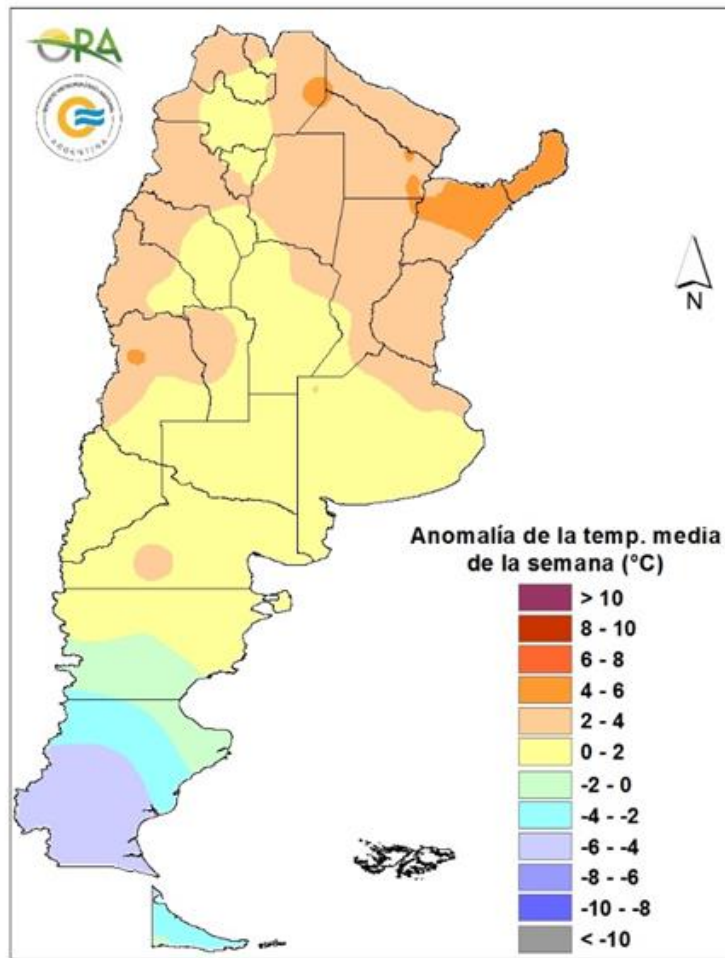 ORA
ARGENTINA
N
Anomalía de la temp. media
de la semana (°C)
> 10
8 - 10
6 - 8
4 - 6
2 - 4
0 - 2
-2 - 0
-4 - -2
-6 - -4
-8 - -6
-10 - -8
< -10